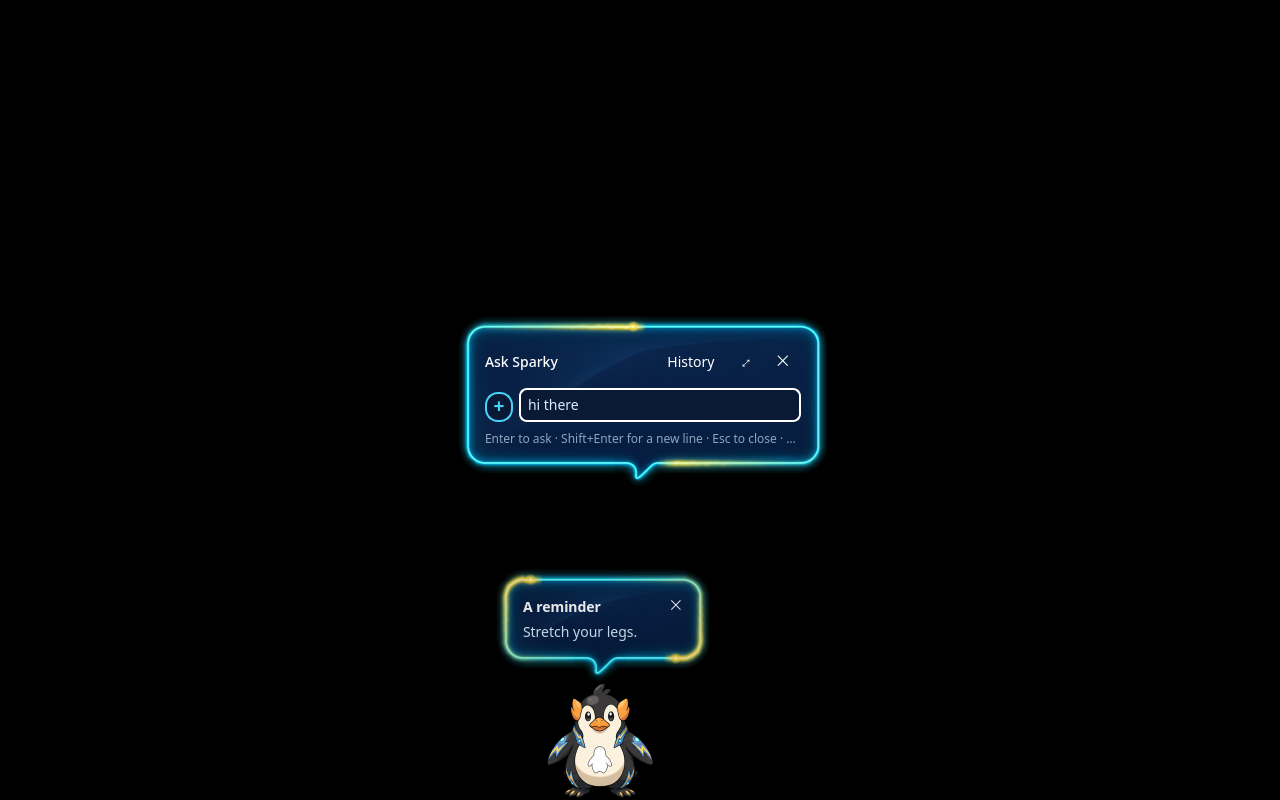 Ask Sparky History
+ hi there
Enter to ask · Shift+Enter for a new line · Esc to close · ...
A reminder
Stretch your legs.